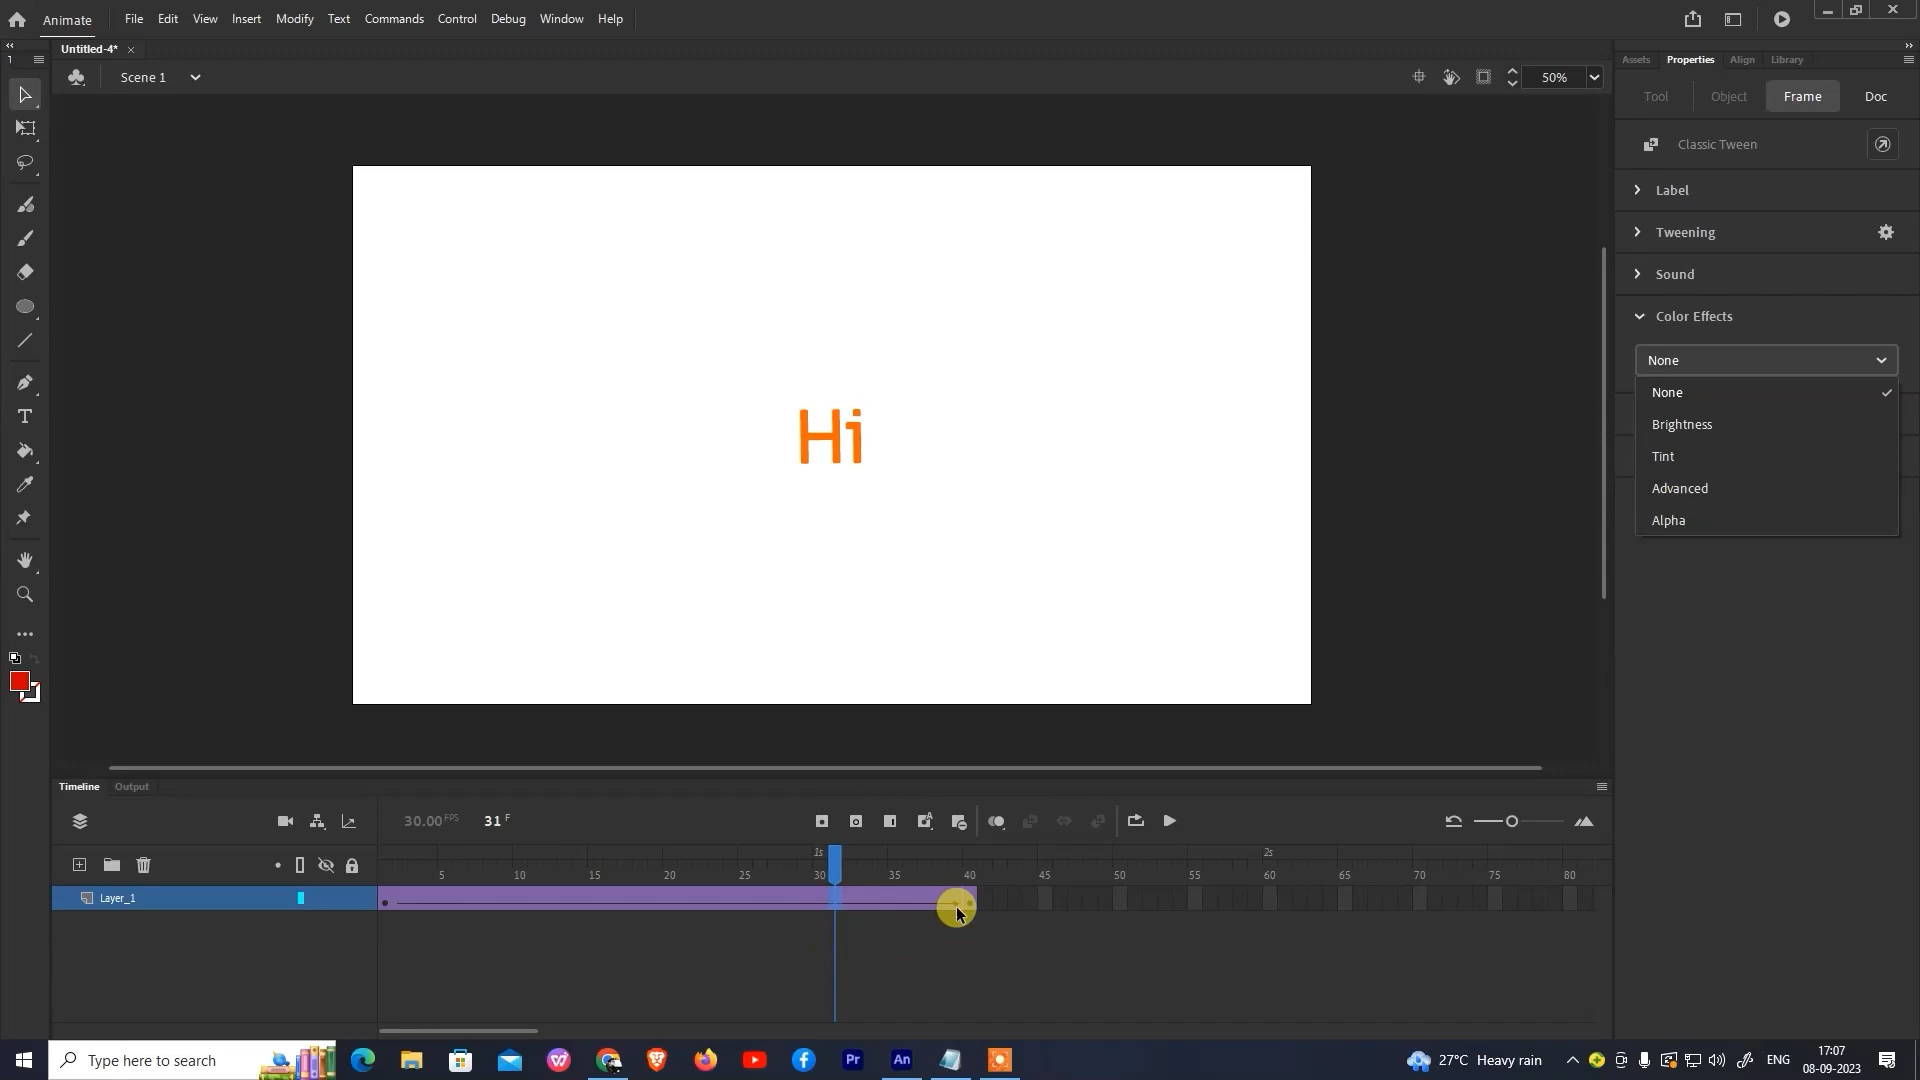 Animate File Edit View Insert Modify Text Commands Control Debug Window Help
Untitled-4*
Scene 1
50%
Assets Properties Align Library
Tool Object Frame Doc
Classic Tween
Label
Tweening
Sound
Color Effects
None
None
Brightness
Tint
Advanced
Alpha
Hi
Timeline Output
30.00 FPS 31 F
1s 2s
5 10 15 20 25 30 35 40 45 50 55 60 65 70 75 80
Layer_1
Type here to search
Pr An
27°C Heavy rain
ENG
17:07
08-09-2023